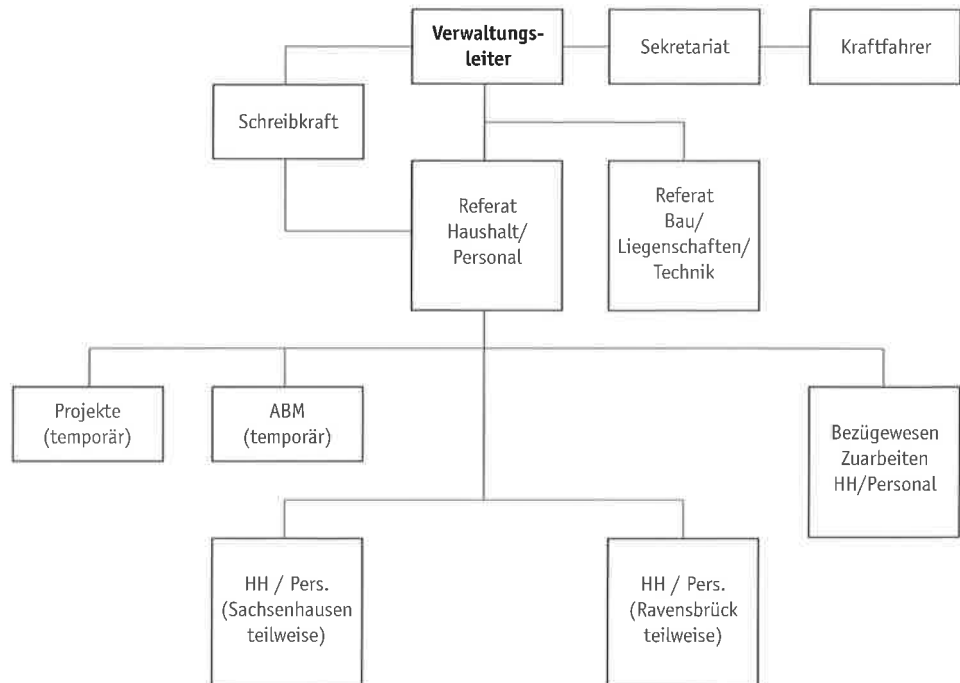 Verwaltungs-
leiter
Sekretariat
Kraftfahrer
Schreibkraft
Referat
Haushalt/
Personal
Referat
Bau/
Liegenschaften/
Technik
Projekte
(temporär)
ABM
(temporär)
Bezügewesen
Zuarbeiten
HH/Personal
HH / Pers.
(Sachsenhausen
teilweise)
HH / Pers.
(Ravensbrück
teilweise)